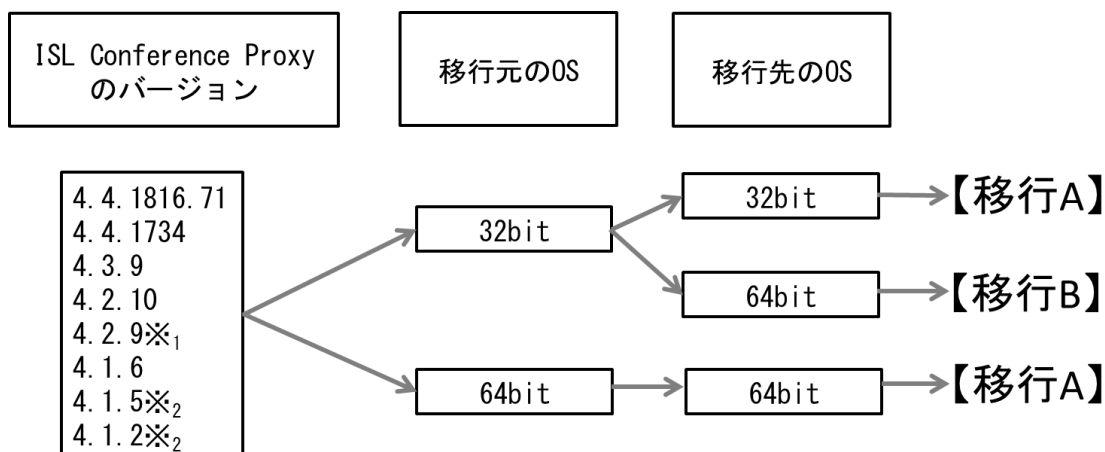 ISL Conference Proxy
のバージョン
移行元のOS
移行先のOS
4.4.1816.71
4.4.1734
4.3.9
4.2.10
4.2.9※1
4.1.6
4.1.5※2
4.1.2※2
32bit
64bit
32bit
64bit
64bit
【移行A】
【移行B】
【移行A】